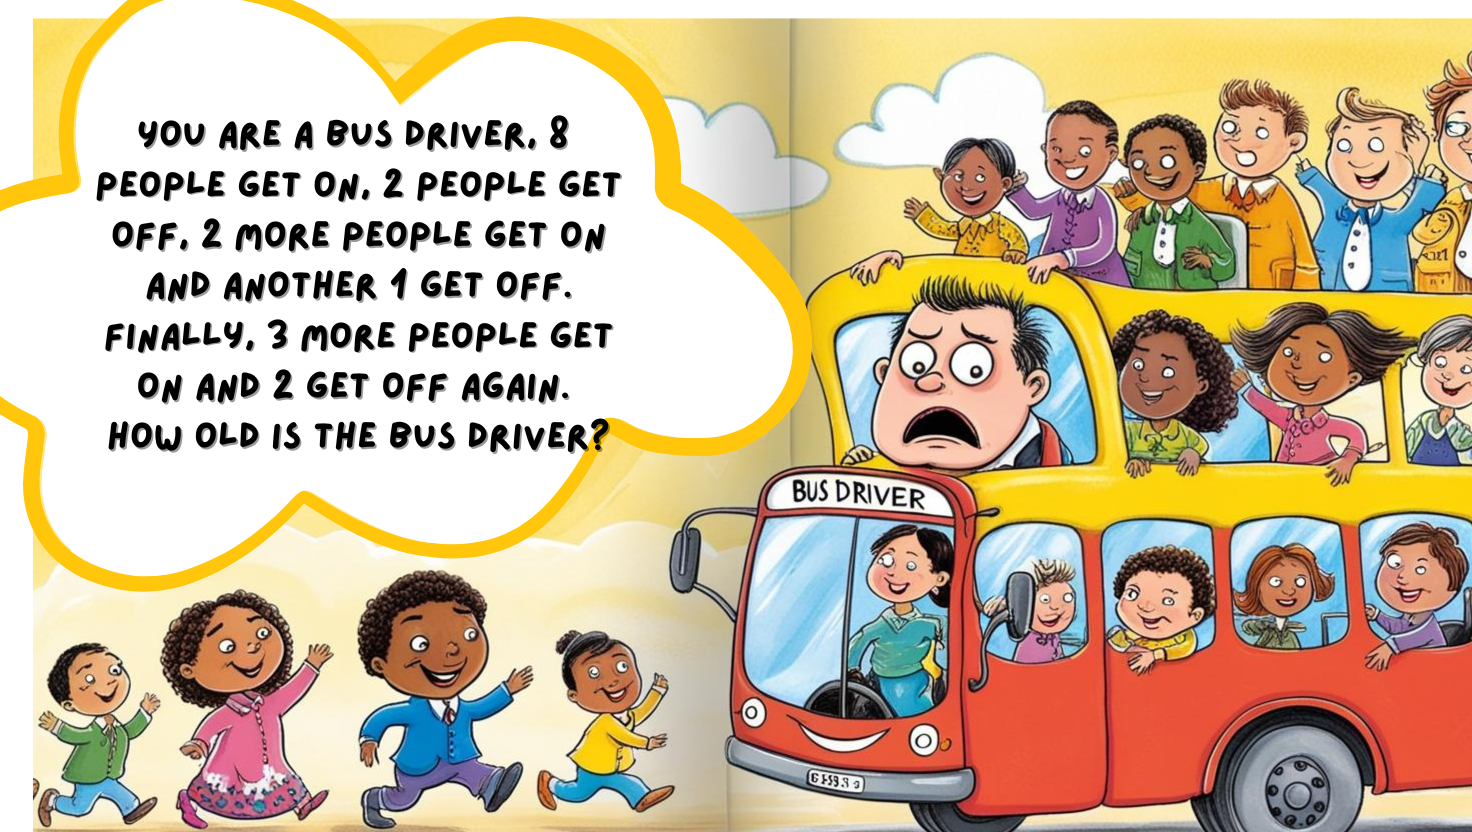 YOU ARE A BUS DRIVER, 8
PEOPLE GET ON, 2 PEOPLE GET
OFF, 2 MORE PEOPLE GET ON
AND ANOTHER 1 GET OFF.
FINALLY, 3 MORE PEOPLE GET
ON AND 2 GET OFF AGAIN.
HOW OLD IS THE BUS DRIVER?
BUS DRIVER